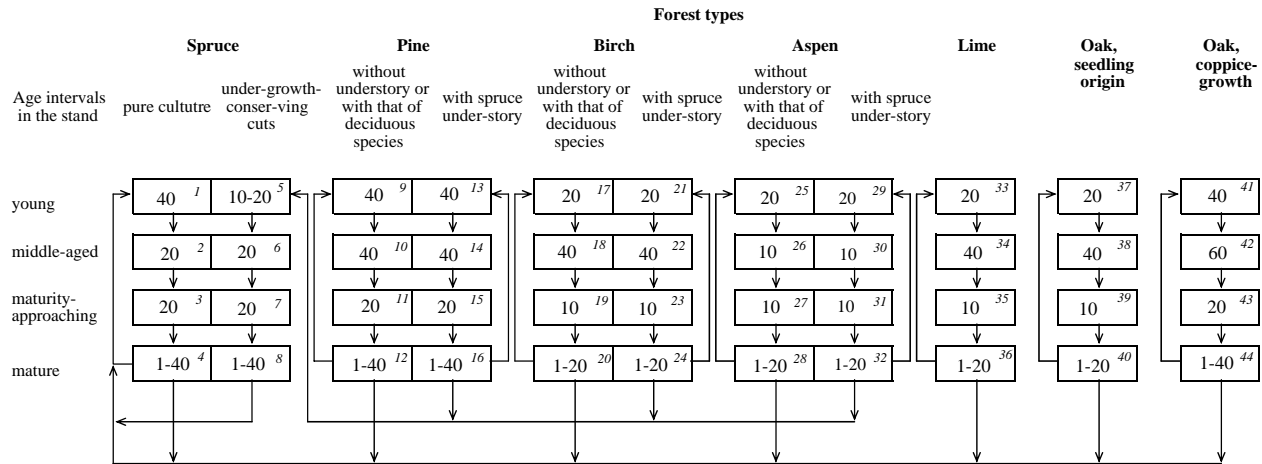 Forest types
Spruce Pine Birch Aspen Lime Oak, seedling origin Oak, coppice-growth
Age intervals in the stand
pure cultutre
under-growth-conser-ving cuts
without understory or with that of deciduous species
with spruce under-story
without understory or with that of deciduous species
with spruce under-story
without understory or with that of deciduous species
with spruce under-story
young 40 1 10-20 5 40 9 40 13 20 17 20 21 20 25 20 29 20 33 20 37 40 41
middle-aged 20 2 20 6 40 10 40 14 40 18 40 22 10 26 10 30 40 34 40 38 60 42
maturity-approaching 20 3 20 7 20 11 20 15 10 19 10 23 10 27 10 31 10 35 10 39 20 43
mature 1-40 4 1-40 8 1-40 12 1-40 16 1-20 20 1-20 24 1-20 28 1-20 32 1-20 36 1-20 40 1-40 44